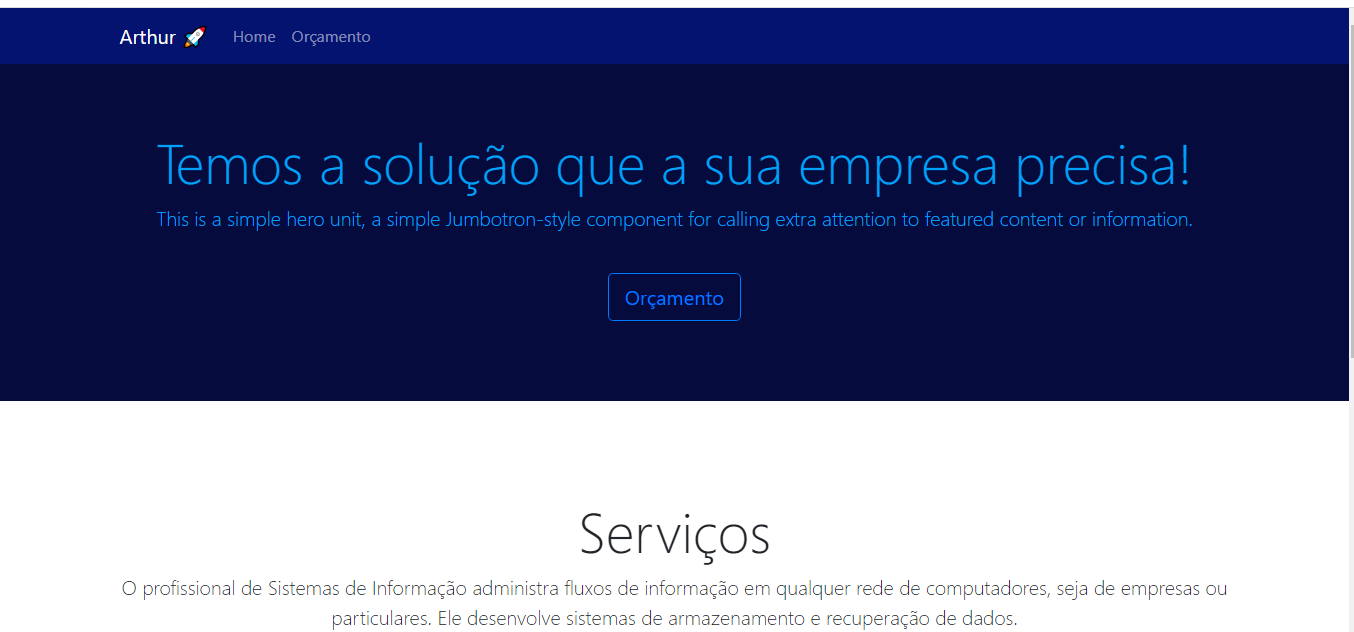 Arthur 🚀 Home Orçamento
Temos a solução que a sua empresa precisa!
This is a simple hero unit, a simple Jumbotron-style component for calling extra attention to featured content or information.
Orçamento
Serviços
O profissional de Sistemas de Informação administra fluxos de informação em qualquer rede de computadores, seja de empresas ou
particulares. Ele desenvolve sistemas de armazenamento e recuperação de dados.